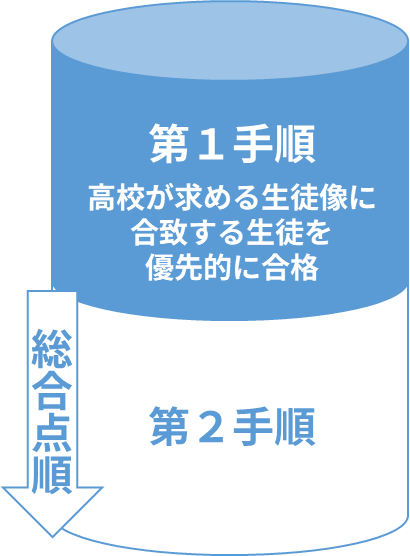 第１手順
高校が求める生徒像に
合致する生徒を
優先的に合格
総合点順
第２手順